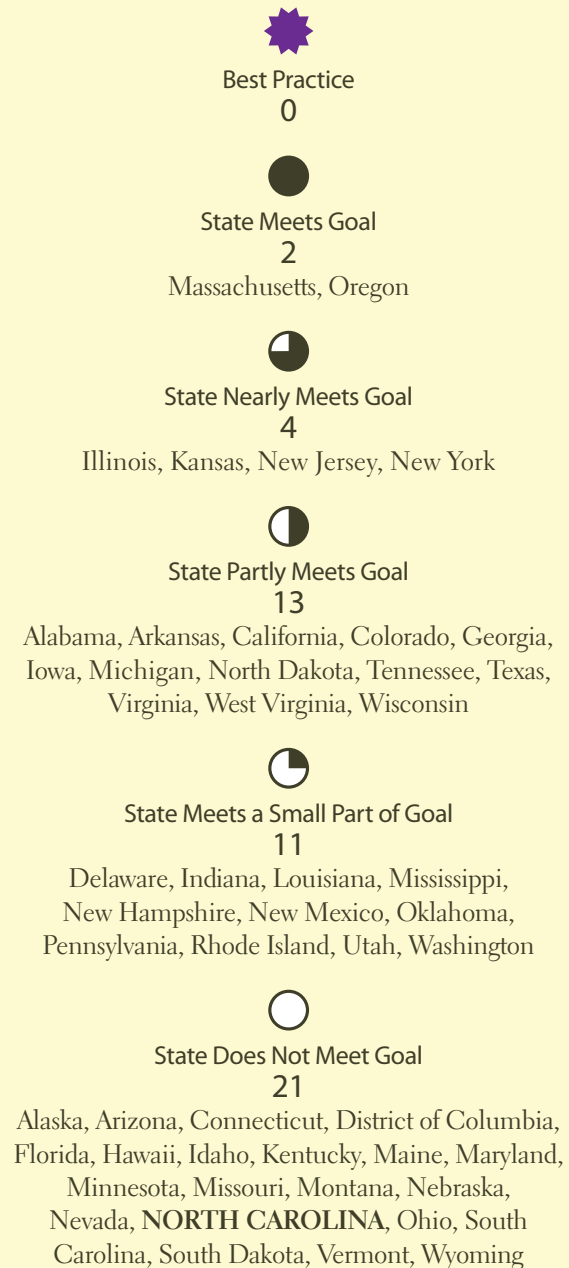 Best Practice
0
State Meets Goal
2
Massachusetts, Oregon
State Nearly Meets Goal
4
Illinois, Kansas, New Jersey, New York
State Partly Meets Goal
13
Alabama, Arkansas, California, Colorado, Georgia,
Iowa, Michigan, North Dakota, Tennessee, Texas,
Virginia, West Virginia, Wisconsin
State Meets a Small Part of Goal
11
Delaware, Indiana, Louisiana, Mississippi,
New Hampshire, New Mexico, Oklahoma,
Pennsylvania, Rhode Island, Utah, Washington
State Does Not Meet Goal
21
Alaska, Arizona, Connecticut, District of Columbia,
Florida, Hawaii, Idaho, Kentucky, Maine, Maryland,
Minnesota, Missouri, Montana, Nebraska,
Nevada, NORTH CAROLINA, Ohio, South
Carolina, South Dakota, Vermont, Wyoming